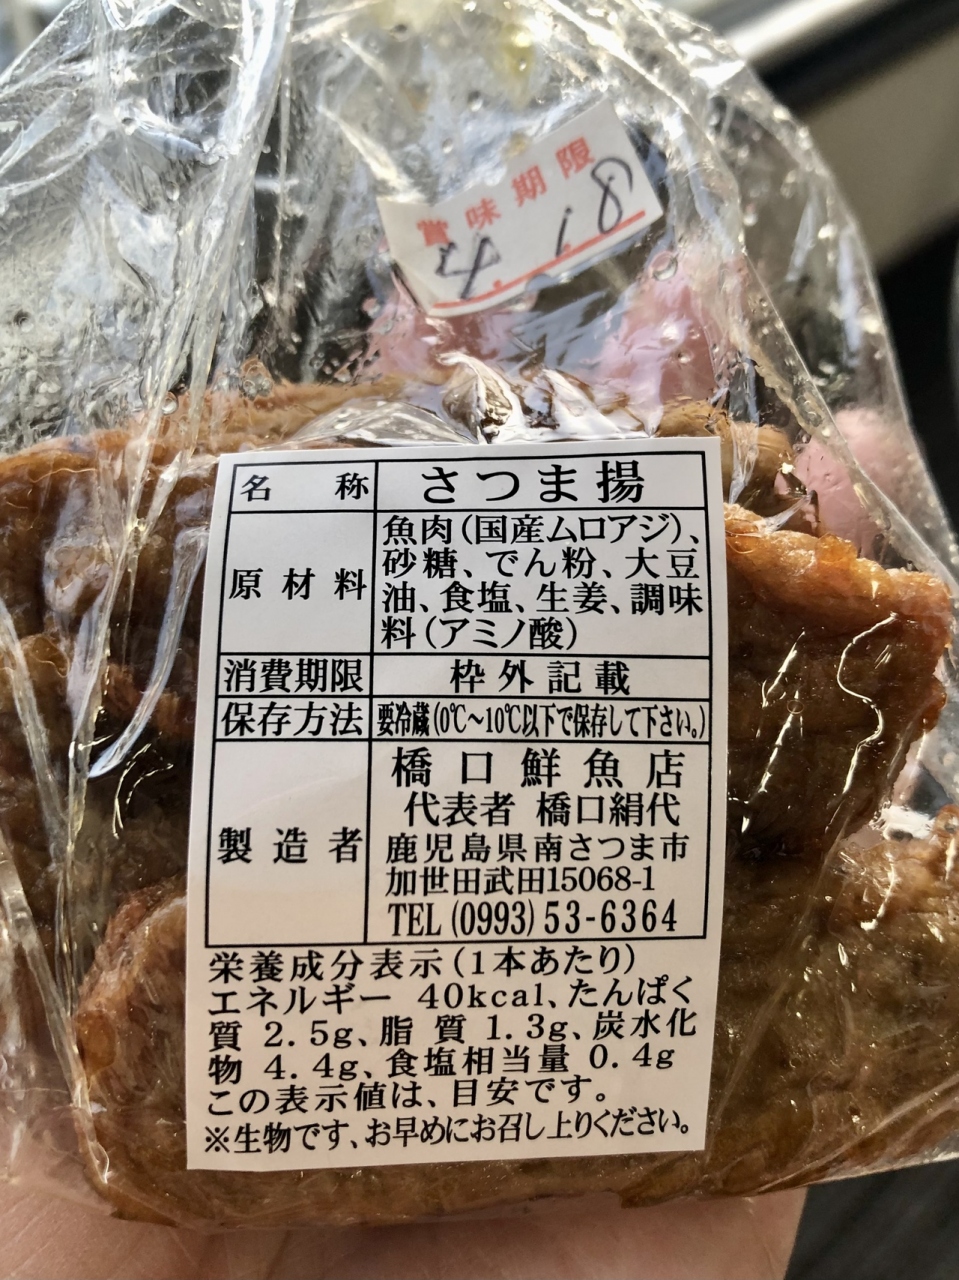 賞味期限
4.18
名称 さつま揚
原材料 魚肉(国産ムロアジ)、
砂糖、でん粉、大豆
油、食塩、生姜、調味
料(アミノ酸)
消費期限 枠外記載
保存方法 要冷蔵(0℃〜10℃以下で保存して下さい。)
製造者 橋口鮮魚店
代表者 橋口絹代
鹿児島県南さつま市
加世田武田15068-1
TEL(0993)53-6364
栄養成分表示(1本あたり)
エネルギー 40kcal、たんぱく
質 2.5g、脂質 1.3g、炭水化
物 4.4g、食塩相当量 0.4g
この表示値は、目安です。
※生物です、お早めにお召し上りください。